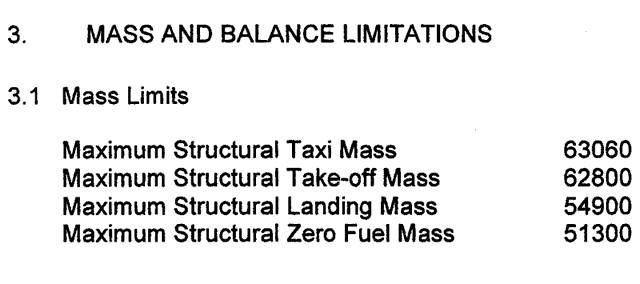 3. MASS AND BALANCE LIMITATIONS
3.1 Mass Limits
Maximum Structural Taxi Mass 63060
Maximum Structural Take-off Mass 62800
Maximum Structural Landing Mass 54900
Maximum Structural Zero Fuel Mass 51300